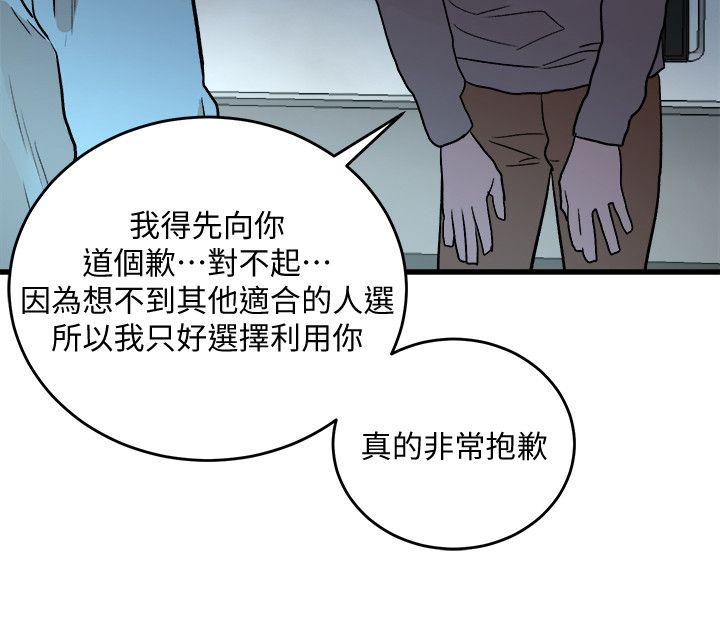 我得先向你
道個歉⋯對不起⋯
因為想不到其他適合的人選
所以我只好選擇利用你
真的非常抱歉